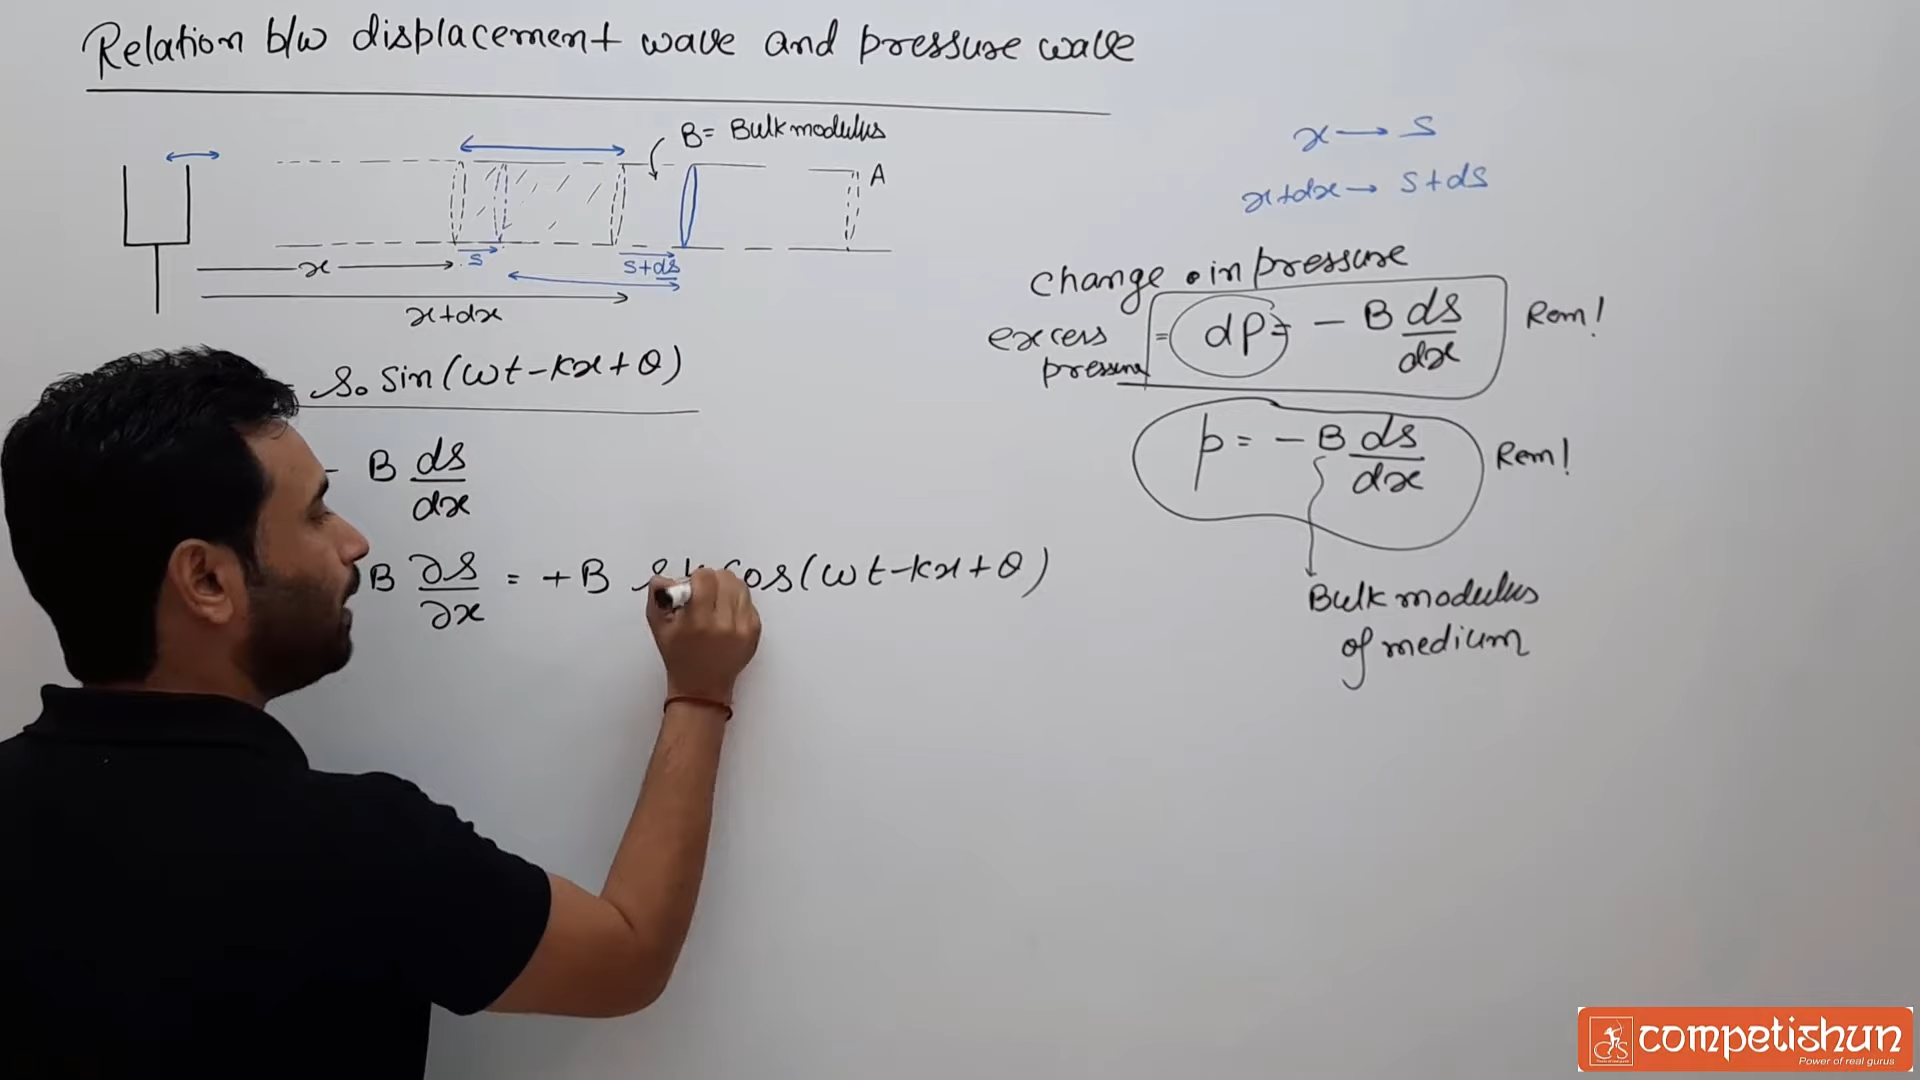 Relation b/w displacement wave and pressure wave
B= Bulk modulus
A
x
s
s+ds
x+dx
x → s
x+dx → s+ds
change in pressure
excess pressure = dP = - B ds/dx Rem!
s₀ sin(ωt-kx+θ)
- B ds/dx
p = - B ds/dx Rem!
B ∂s/∂x = +B s k cos(ωt-kx+θ)
Bulk modulus
of medium
competishun
Power of real gurus